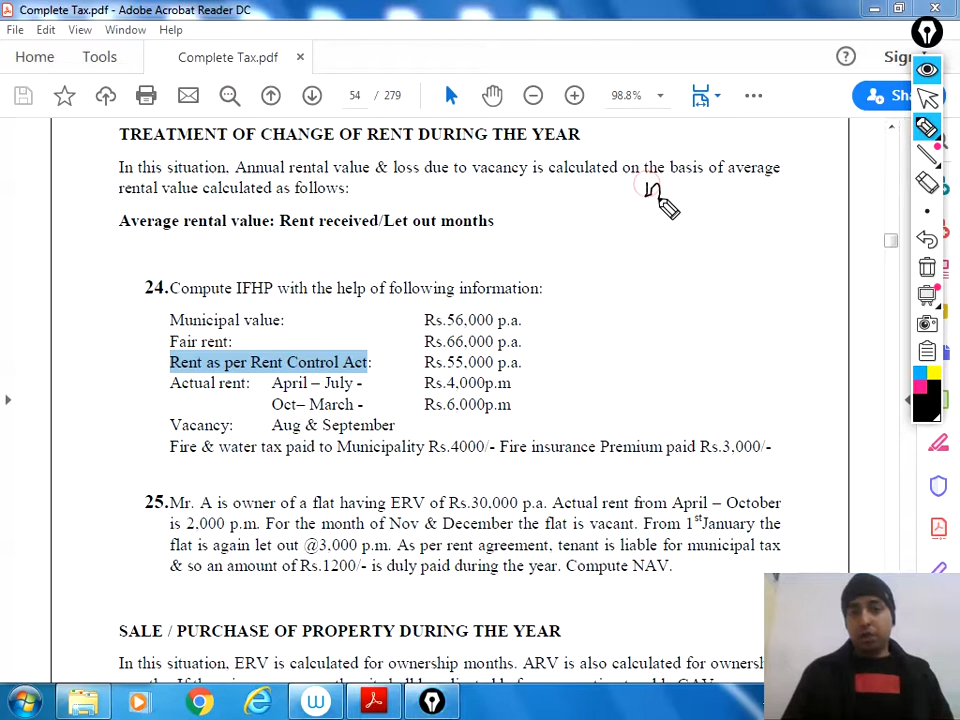 Complete Tax.pdf - Adobe Acrobat Reader DC
File Edit View Window Help
Home Tools Complete Tax.pdf × Sign
54 / 279 98.8% Sha
TREATMENT OF CHANGE OF RENT DURING THE YEAR
In this situation, Annual rental value & loss due to vacancy is calculated on the basis of average
rental value calculated as follows:
Average rental value: Rent received/Let out months
24. Compute IFHP with the help of following information:
Municipal value: Rs.56,000 p.a.
Fair rent: Rs.66,000 p.a.
Rent as per Rent Control Act: Rs.55,000 p.a.
Actual rent: April – July - Rs.4,000p.m
Oct– March - Rs.6,000p.m
Vacancy: Aug & September
Fire & water tax paid to Municipality Rs.4000/- Fire insurance Premium paid Rs.3,000/-
25. Mr. A is owner of a flat having ERV of Rs.30,000 p.a. Actual rent from April – October
is 2,000 p.m. For the month of Nov & December the flat is vacant. From 1st January the
flat is again let out @3,000 p.m. As per rent agreement, tenant is liable for municipal tax
& so an amount of Rs.1200/- is duly paid during the year. Compute NAV.
SALE / PURCHASE OF PROPERTY DURING THE YEAR
In this situation, ERV is calculated for ownership months. ARV is also calculated for ownersh